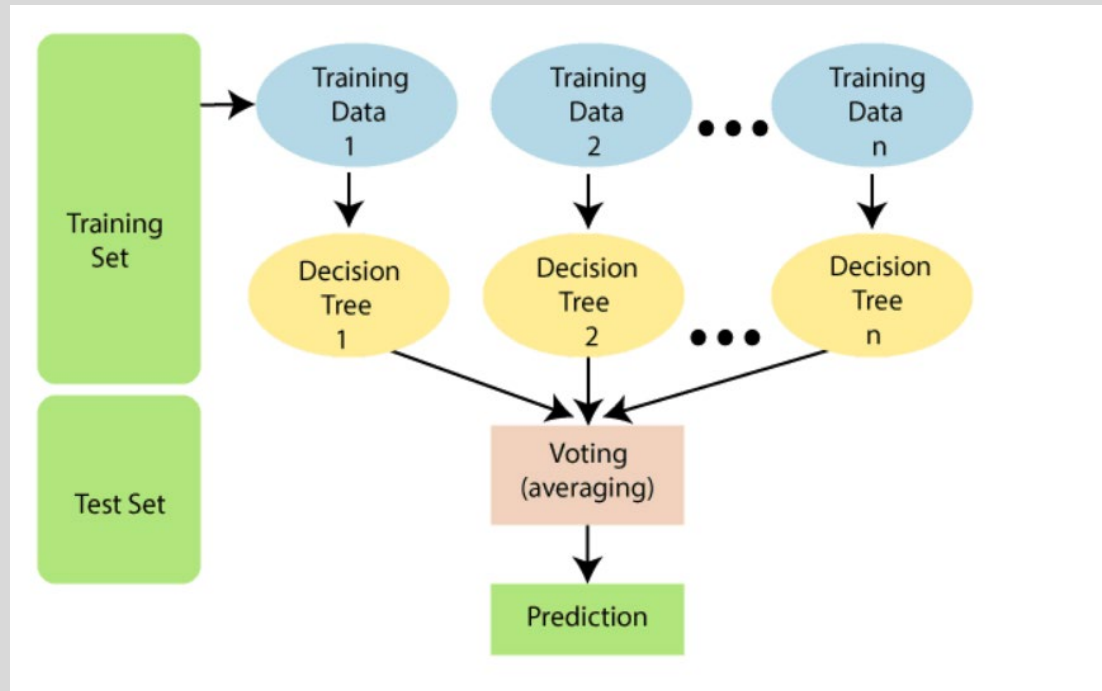 Training
Set
Test Set
Training
Data
1
Training
Data
2
Training
Data
n
Decision
Tree
1
Decision
Tree
2
Decision
Tree
n
Voting
(averaging)
Prediction